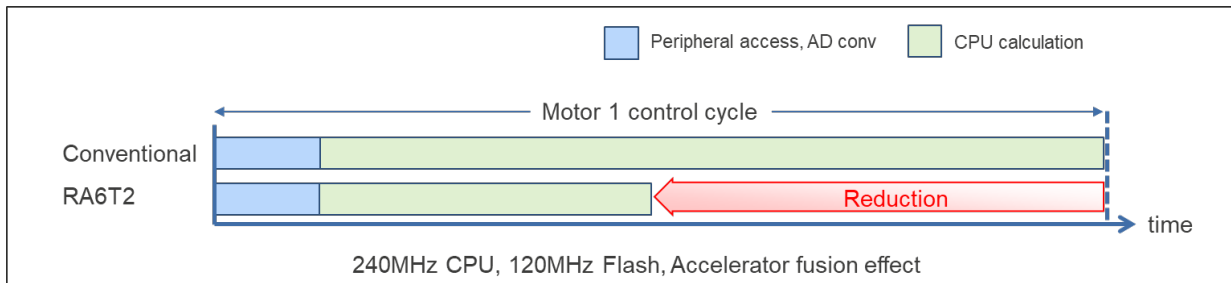 Peripheral access, AD conv
CPU calculation
Motor 1 control cycle
Conventional
RA6T2
Reduction
time
240MHz CPU, 120MHz Flash, Accelerator fusion effect